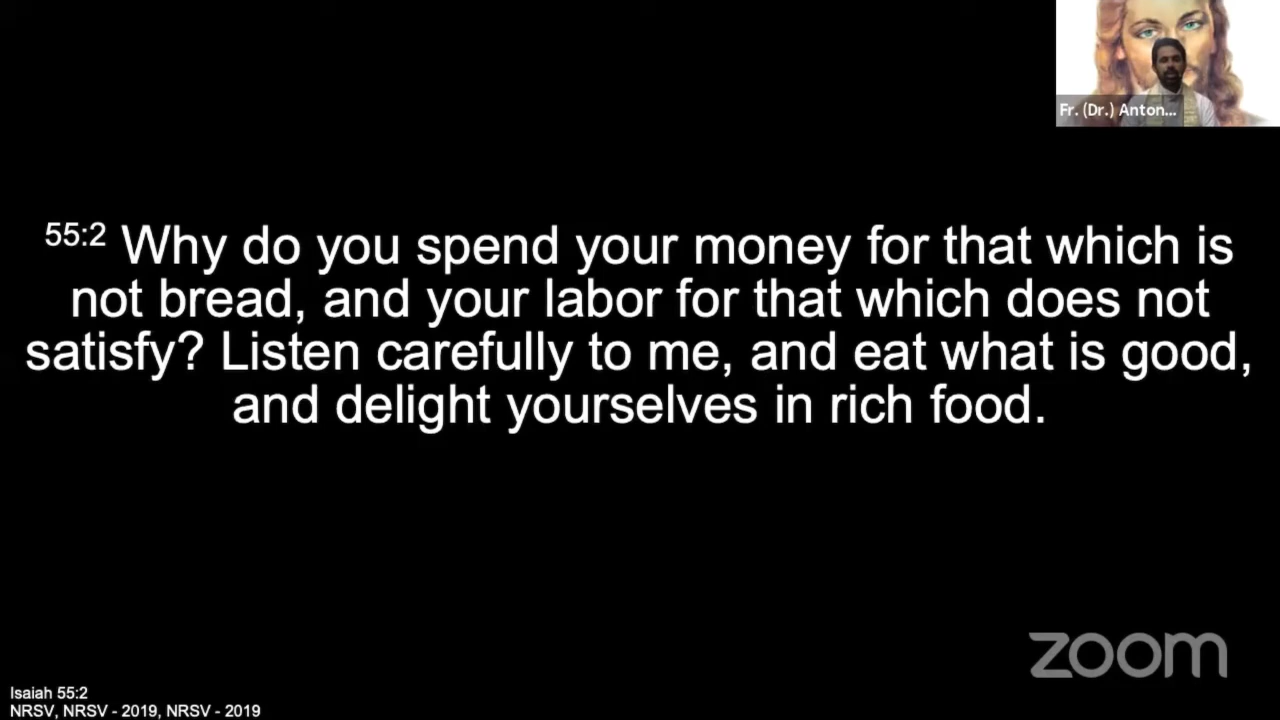 Fr. (Dr.) Anton...
55:2 Why do you spend your money for that which is
not bread, and your labor for that which does not
satisfy? Listen carefully to me, and eat what is good,
and delight yourselves in rich food.
zoom
Isaiah 55:2
NRSV, NRSV - 2019, NRSV - 2019